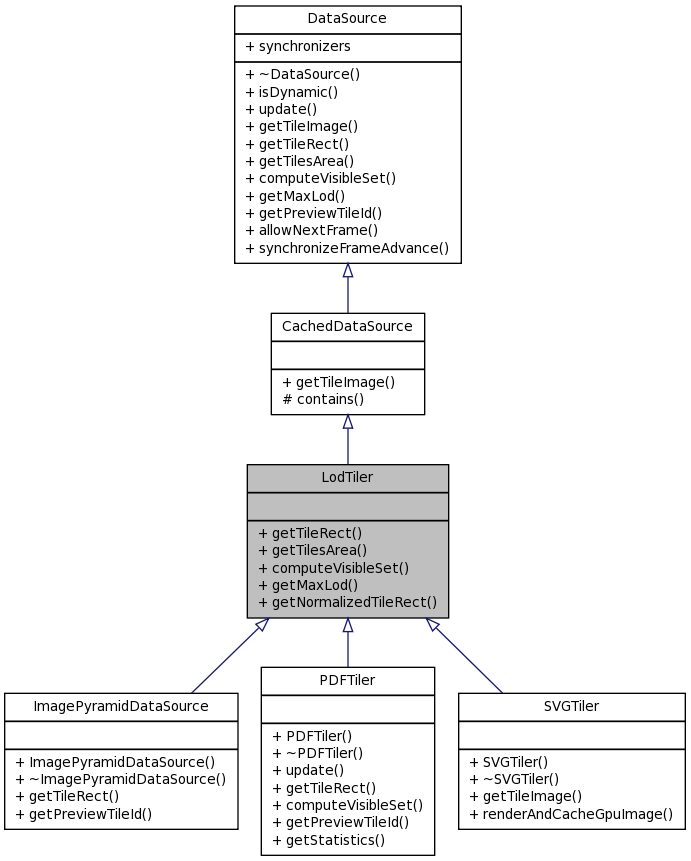 DataSource
+ synchronizers
+ ~DataSource()
+ isDynamic()
+ update()
+ getTileImage()
+ getTileRect()
+ getTilesArea()
+ computeVisibleSet()
+ getMaxLod()
+ getPreviewTileId()
+ allowNextFrame()
+ synchronizeFrameAdvance()
CachedDataSource
+ getTileImage()
# contains()
LodTiler
+ getTileRect()
+ getTilesArea()
+ computeVisibleSet()
+ getMaxLod()
+ getNormalizedTileRect()
ImagePyramidDataSource
+ ImagePyramidDataSource()
+ ~ImagePyramidDataSource()
+ getTileRect()
+ getPreviewTileId()
PDFTiler
+ PDFTiler()
+ ~PDFTiler()
+ update()
+ getTileRect()
+ computeVisibleSet()
+ getPreviewTileId()
+ getStatistics()
SVGTiler
+ SVGTiler()
+ ~SVGTiler()
+ getTileImage()
+ renderAndCacheGpuImage()